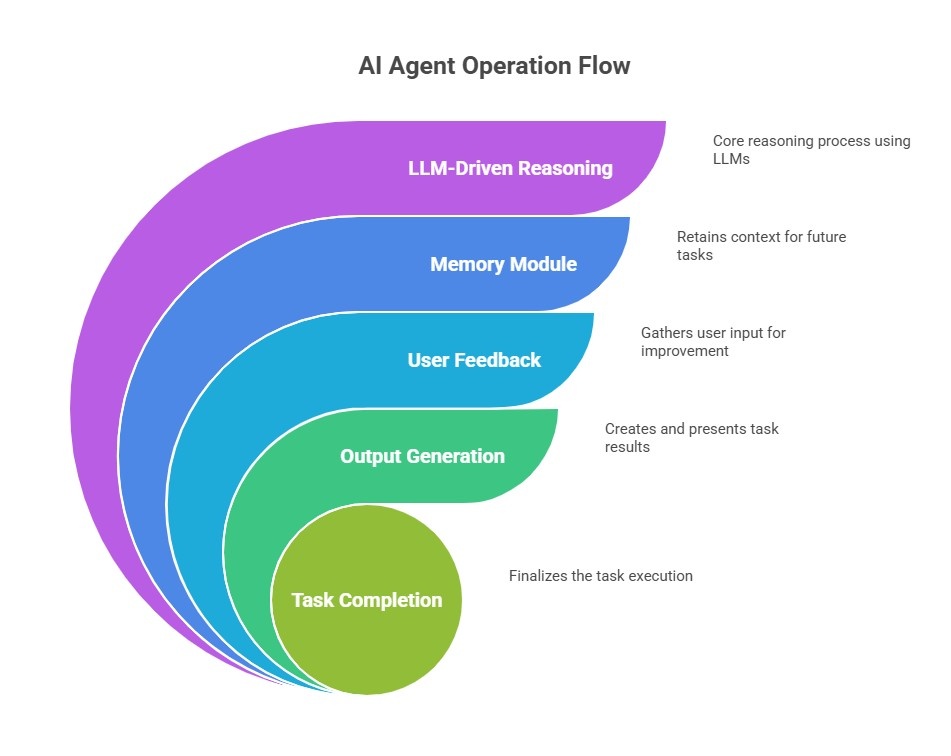 AI Agent Operation Flow
LLM-Driven Reasoning
Core reasoning process using
LLMs
Memory Module
Retains context for future
tasks
User Feedback
Gathers user input for
improvement
Output Generation
Creates and presents task
results
Task Completion
Finalizes the task execution